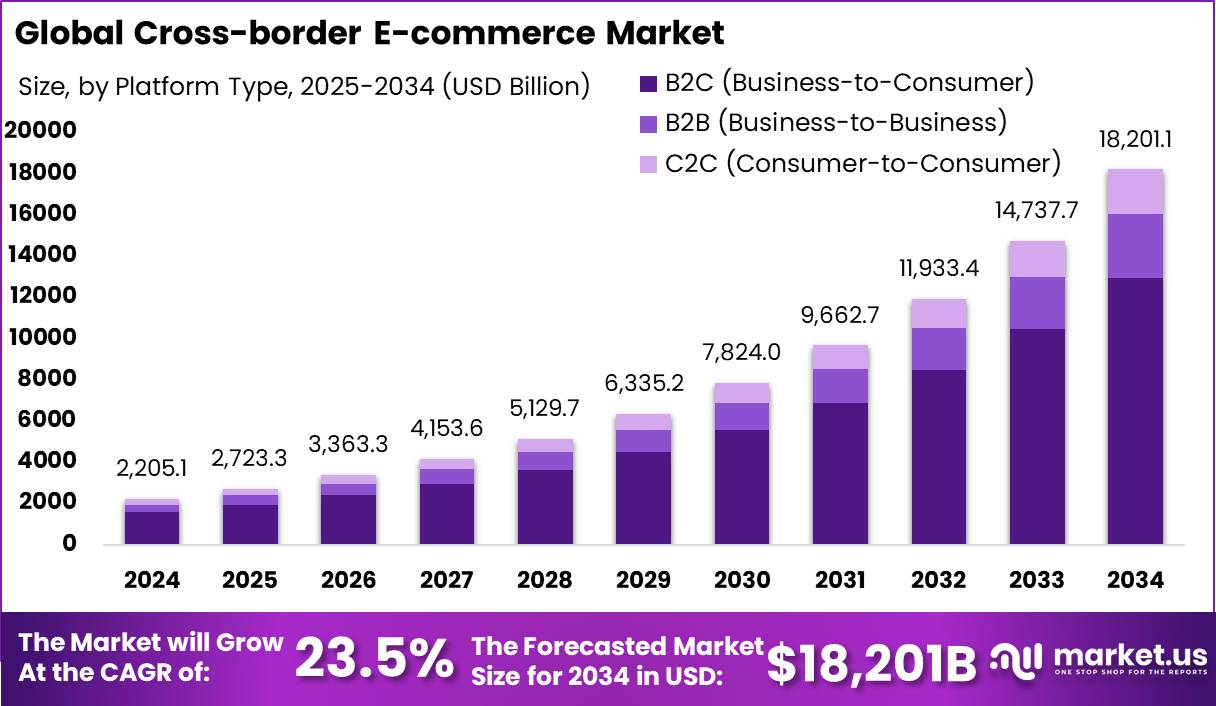 Global Cross-border E-commerce Market
Size, by Platform Type, 2025-2034 (USD Billion)
B2C (Business-to-Consumer)
B2B (Business-to-Business)
C2C (Consumer-to-Consumer)
20000
18000
16000
14000
12000
10000
8000
6000
4000
2000
0
2,205.1
2,723.3
3,363.3
4,153.6
5,129.7
6,335.2
7,824.0
9,662.7
11,933.4
14,737.7
18,201.1
2024 2025 2026 2027 2028 2029 2030 2031 2032 2033 2034
The Market will Grow
At the CAGR of:
23.5%
The Forecasted Market
Size for 2034 in USD:
$18,201B
market.us
ONE STOP SHOP FOR THE REPORTS